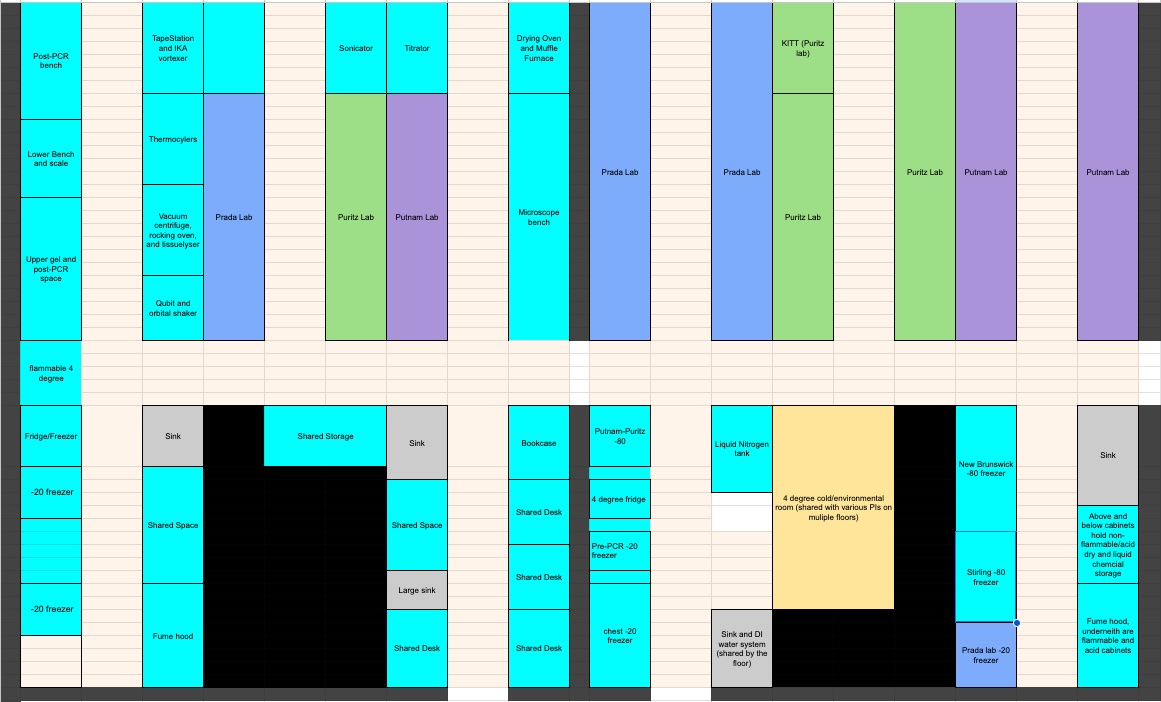 Post-PCR
bench
TapeStation
and IKA
vortexer
Sonicator
Titrator
Drying Oven
and Muffle
Furnace
KITT (Puritz
lab)
Lower Bench
and scale
Thermocylers
Prada Lab
Prada Lab
Puritz Lab
Putnam Lab
Putnam Lab
Upper gel and
post-PCR
space
Vacuum
centrifuge,
rocking oven,
and tissuelyser
Prada Lab
Puritz Lab
Putnam Lab
Microscope
bench
Puritz Lab
Qubit and
orbital shaker
flammable 4
degree
Fridge/Freezer
Sink
Shared Storage
Sink
Bookcase
Putnam-Puritz
-80
Liquid Nitrogen
tank
4 degree cold/environmental
room (shared with various PIs on
muliple floors)
New Brunswick
-80 freezer
Sink
-20 freezer
Shared Space
Shared Space
Shared Desk
4 degree fridge
Pre-PCR -20
freezer
Above and
below cabinets
hold non-
flammable/acid
dry and liquid
chemcial
storage
Stirling -80
freezer
Shared Desk
Large sink
-20 freezer
Fume hood
Shared Desk
Shared Desk
chest -20
freezer
Sink and DI
water system
(shared by the
floor)
Prada lab -20
freezer
Fume hood,
underneith are
flammable and
acid cabinets